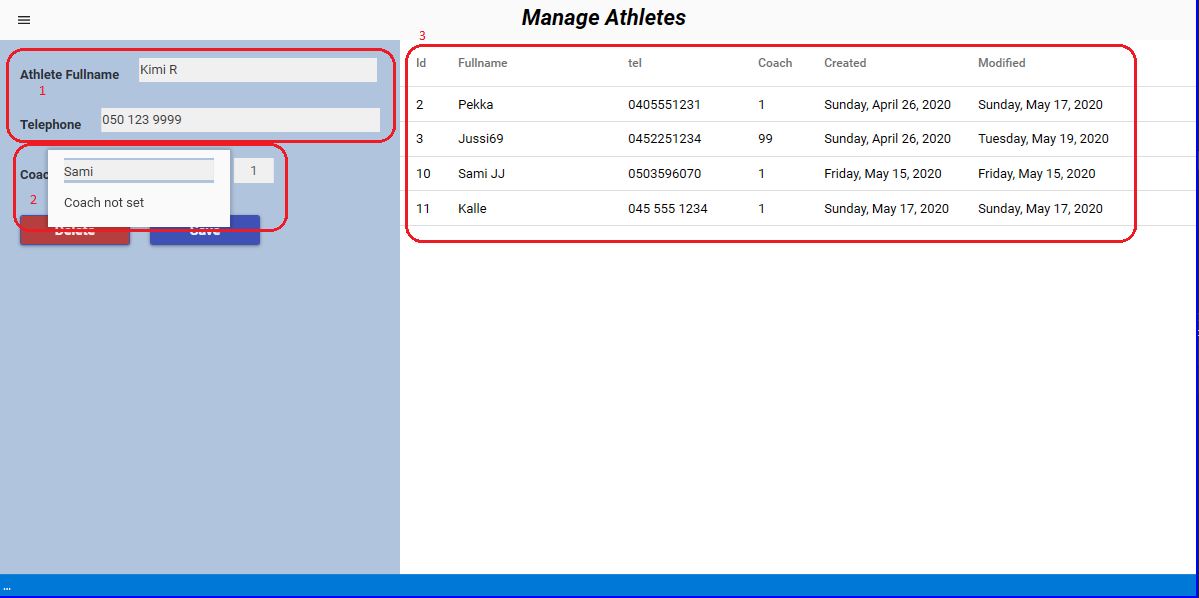 Manage Athletes
Athlete Fullname Kimi R
1
Telephone 050 123 9999
Coac Sami 1
2 Coach not set
Delete Save
3
Id Fullname tel Coach Created Modified
2 Pekka 0405551231 1 Sunday, April 26, 2020 Sunday, May 17, 2020
3 Jussi69 0452251234 99 Sunday, April 26, 2020 Tuesday, May 19, 2020
10 Sami JJ 0503596070 1 Friday, May 15, 2020 Friday, May 15, 2020
11 Kalle 045 555 1234 1 Sunday, May 17, 2020 Sunday, May 17, 2020
...